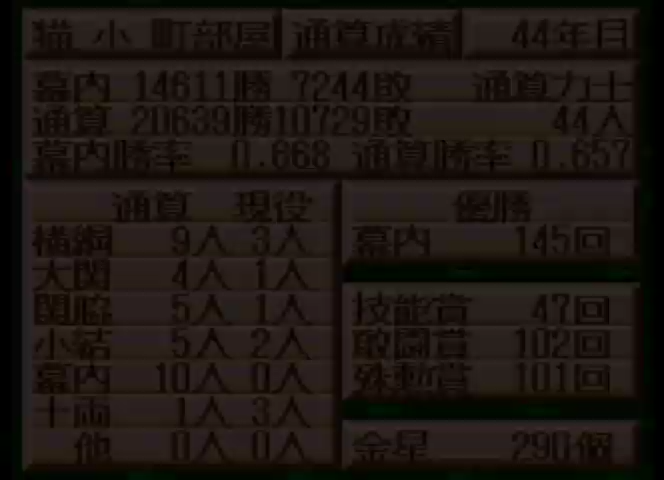 猫小町部屋 通算成績 44年目
幕内 14611勝 7244敗 通算力士
通算 20639勝10729敗 44人
幕内勝率 0.668 通算勝率 0.657
通算 現役
横綱 9人 3人
大関 4人 1人
関脇 5人 1人
小結 5人 2人
幕内 10人 0人
十両 1人 3人
他 0人 0人
優勝
幕内 145回
技能賞 47回
敢闘賞 102回
殊勲賞 101回
金星 290個